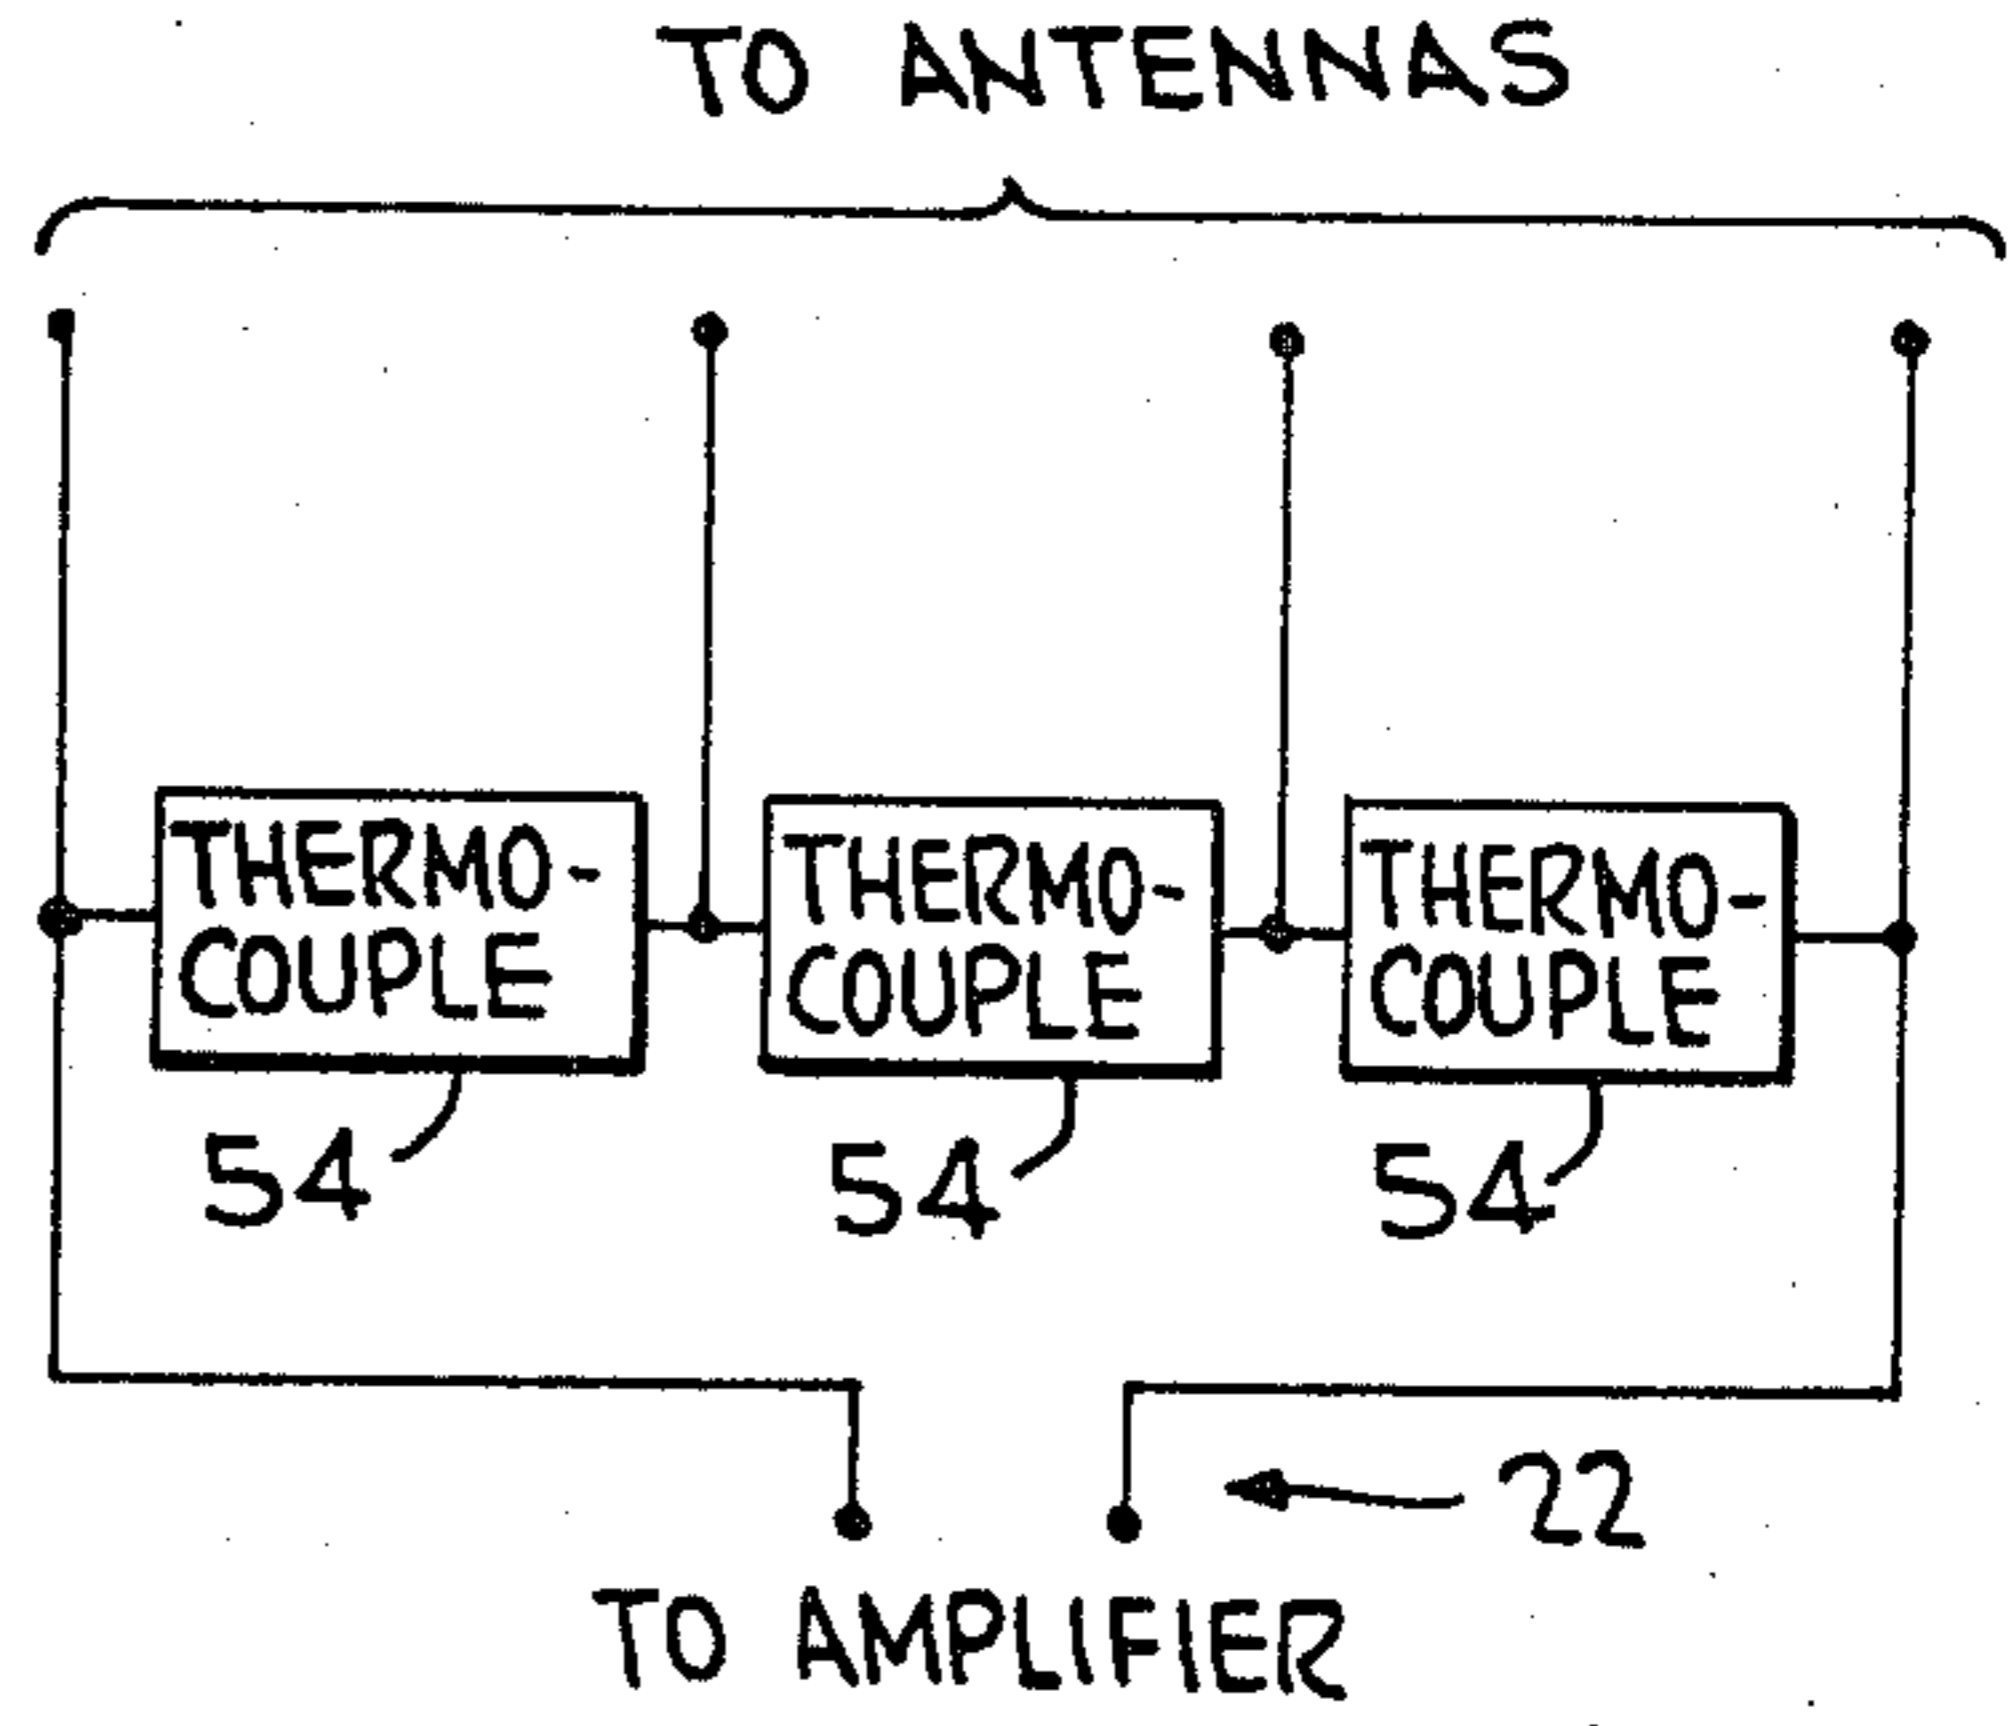 TO ANTENNAS
THERMO-
COUPLE
THERMO-
COUPLE
THERMO-
COUPLE
54
54
54
22
TO AMPLIFIER